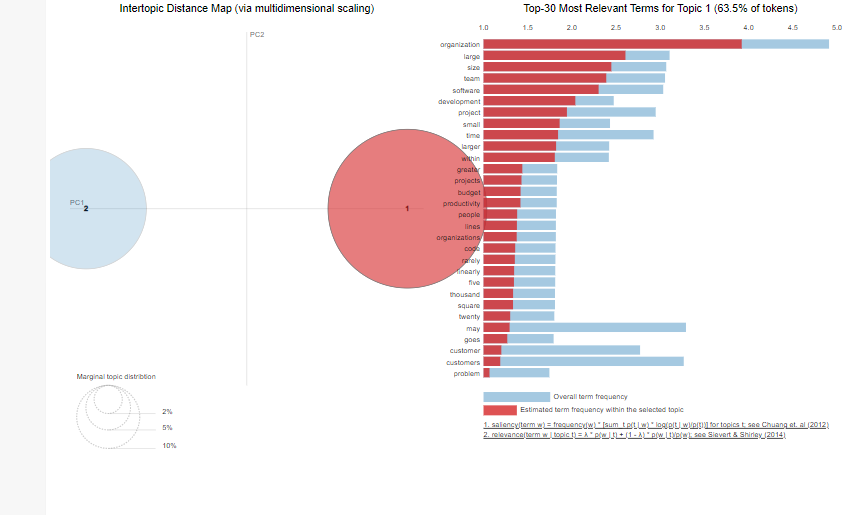 Intertopic Distance Map (via multidimensional scaling)
PC2
PC1
2
1
Marginal topic distribtion
2%
5%
10%
Top-30 Most Relevant Terms for Topic 1 (63.5% of tokens)
1.0 1.5 2.0 2.5 3.0 3.5 4.0 4.5 5.0
organization
large
size
team
software
development
project
small
time
larger
within
greater
projects
budget
productivity
people
lines
organizations
code
rarely
linearly
five
thousand
square
twenty
may
goes
customer
customers
problem
Overall term frequency
Estimated term frequency within the selected topic
1. saliency(term w) = frequency(w) * [sum_t p(t | w) * log(p(t | w)/p(t))] for topics t; see Chuang et. al (2012)
2. relevance(term w | topic t) = λ * p(w | t) + (1 - λ) * p(w | t)/p(w); see Sievert & Shirley (2014)